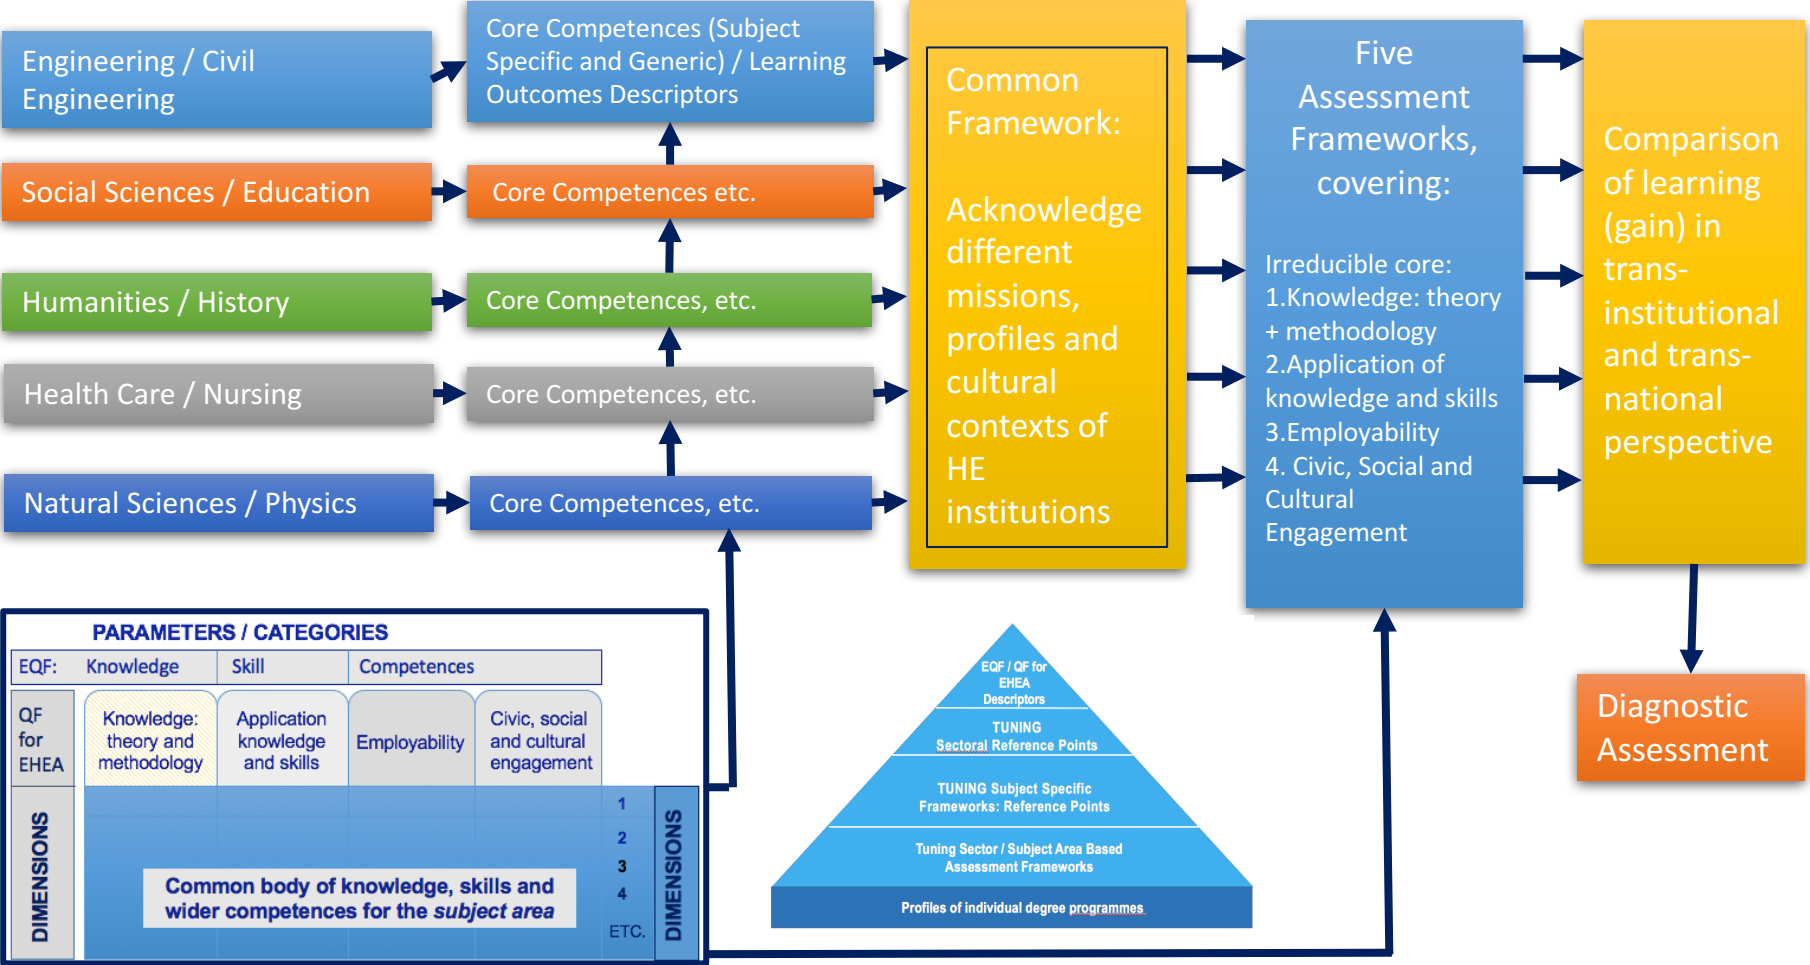 Engineering / Civil
Engineering
Core Competences (Subject
Specific and Generic) / Learning
Outcomes Descriptors
Social Sciences / Education
Core Competences etc.
Humanities / History
Core Competences, etc.
Health Care / Nursing
Core Competences, etc.
Natural Sciences / Physics
Core Competences, etc.
Common
Framework:
Acknowledge
different
missions,
profiles and
cultural
contexts of
HE
institutions
Five
Assessment
Frameworks,
covering:
Irreducible core:
1.Knowledge: theory
+ methodology
2.Application of
knowledge and skills
3.Employability
4. Civic, Social and
Cultural
Engagement
Comparison
of learning
(gain) in
trans-
institutional
and trans-
national
perspective
Diagnostic
Assessment
PARAMETERS / CATEGORIES
EQF: Knowledge Skill Competences
QF
for
EHEA
Knowledge:
theory and
methodology
Application
knowledge
and skills
Employability
Civic, social
and cultural
engagement
DIMENSIONS
1
2
3
4
ETC.
DIMENSIONS
Common body of knowledge, skills and
wider competences for the subject area
EQF / QF for
EHEA
Descriptors
TUNING
Sectoral Reference Points
TUNING Subject Specific
Frameworks: Reference Points
Tuning Sector / Subject Area Based
Assessment Frameworks
Profiles of individual degree programmes